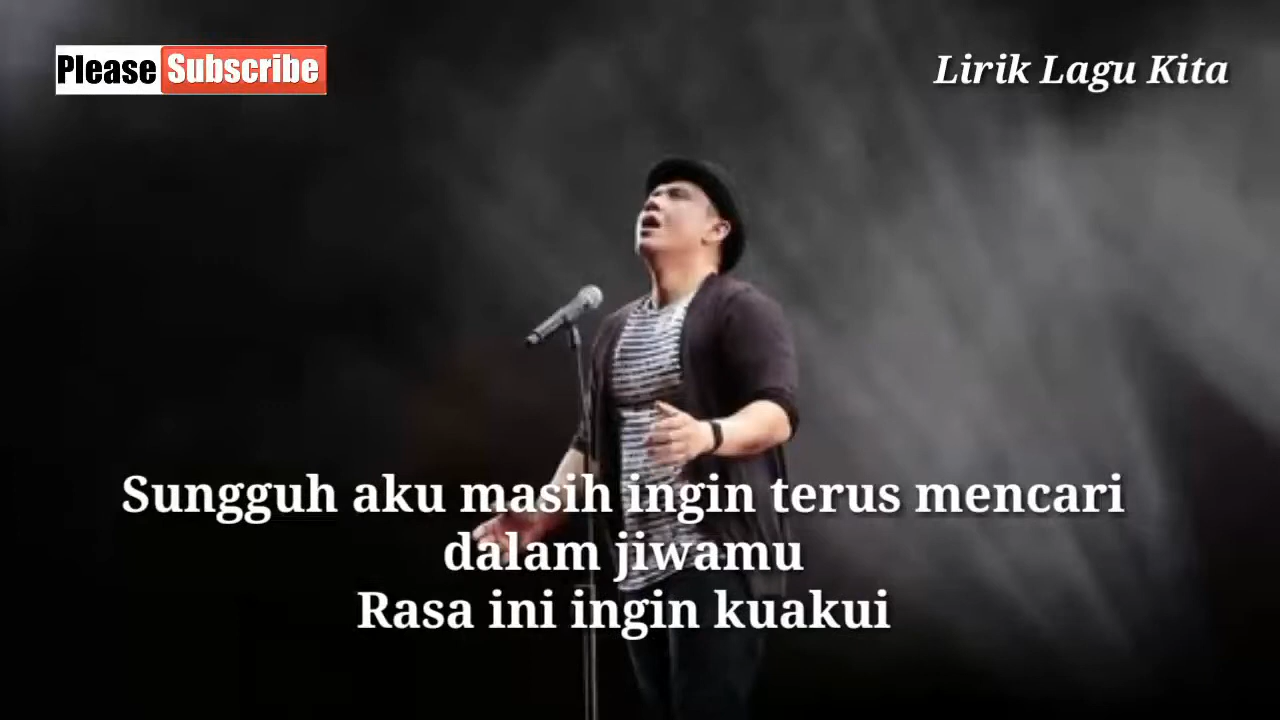 Please Subscribe
Lirik Lagu Kita
Sungguh aku masih ingin terus mencari
dalam jiwamu
Rasa ini ingin kuakui